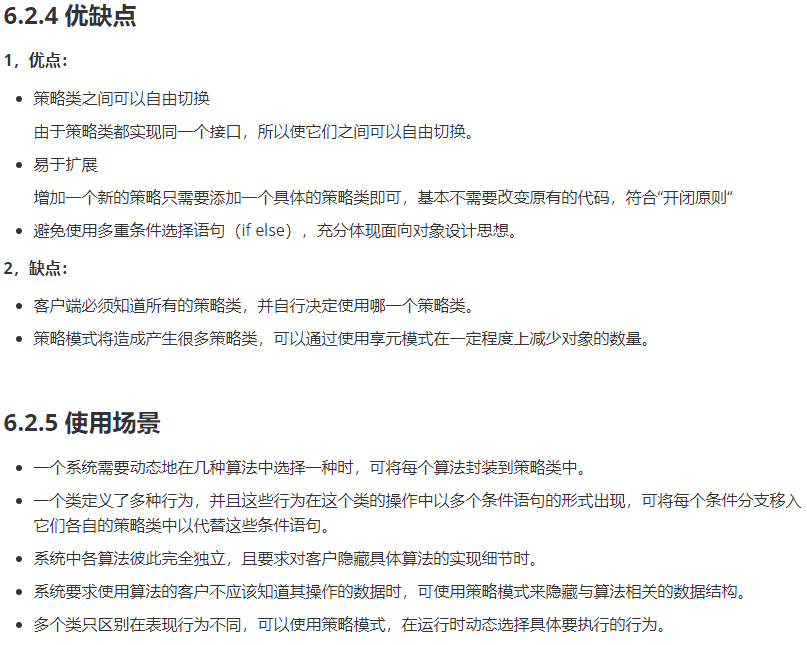 6.2.4 优缺点
1，优点：
策略类之间可以自由切换
由于策略类都实现同一个接口，所以使它们之间可以自由切换。
易于扩展
增加一个新的策略只需要添加一个具体的策略类即可，基本不需要改变原有的代码，符合“开闭原则“
避免使用多重条件选择语句（if else），充分体现面向对象设计思想。
2，缺点：
客户端必须知道所有的策略类，并自行决定使用哪一个策略类。
策略模式将造成产生很多策略类，可以通过使用享元模式在一定程度上减少对象的数量。
6.2.5 使用场景
一个系统需要动态地在几种算法中选择一种时，可将每个算法封装到策略类中。
一个类定义了多种行为，并且这些行为在这个类的操作中以多个条件语句的形式出现，可将每个条件分支移入
它们各自的策略类中以代替这些条件语句。
系统中各算法彼此完全独立，且要求对客户隐藏具体算法的实现细节时。
系统要求使用算法的客户不应该知道其操作的数据时，可使用策略模式来隐藏与算法相关的数据结构。
多个类只区别在表现行为不同，可以使用策略模式，在运行时动态选择具体要执行的行为。